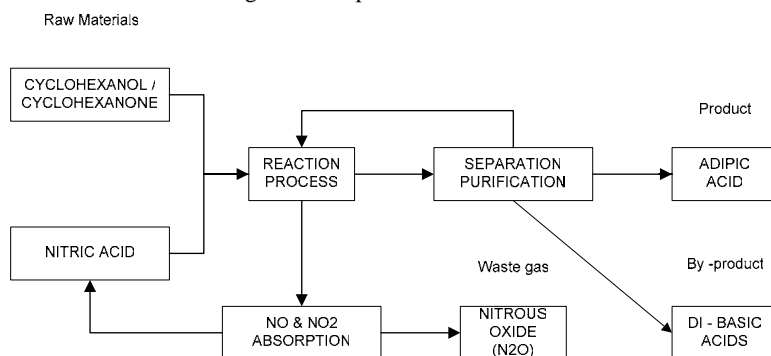 Raw Materials
CYCLOHEXANOL /
CYCLOHEXANONE
Product
REACTION
PROCESS
SEPARATION
PURIFICATION
ADIPIC
ACID
NITRIC ACID
Waste gas
By -product
NO & NO2
ABSORPTION
NITROUS
OXIDE
(N2O)
DI - BASIC
ACIDS